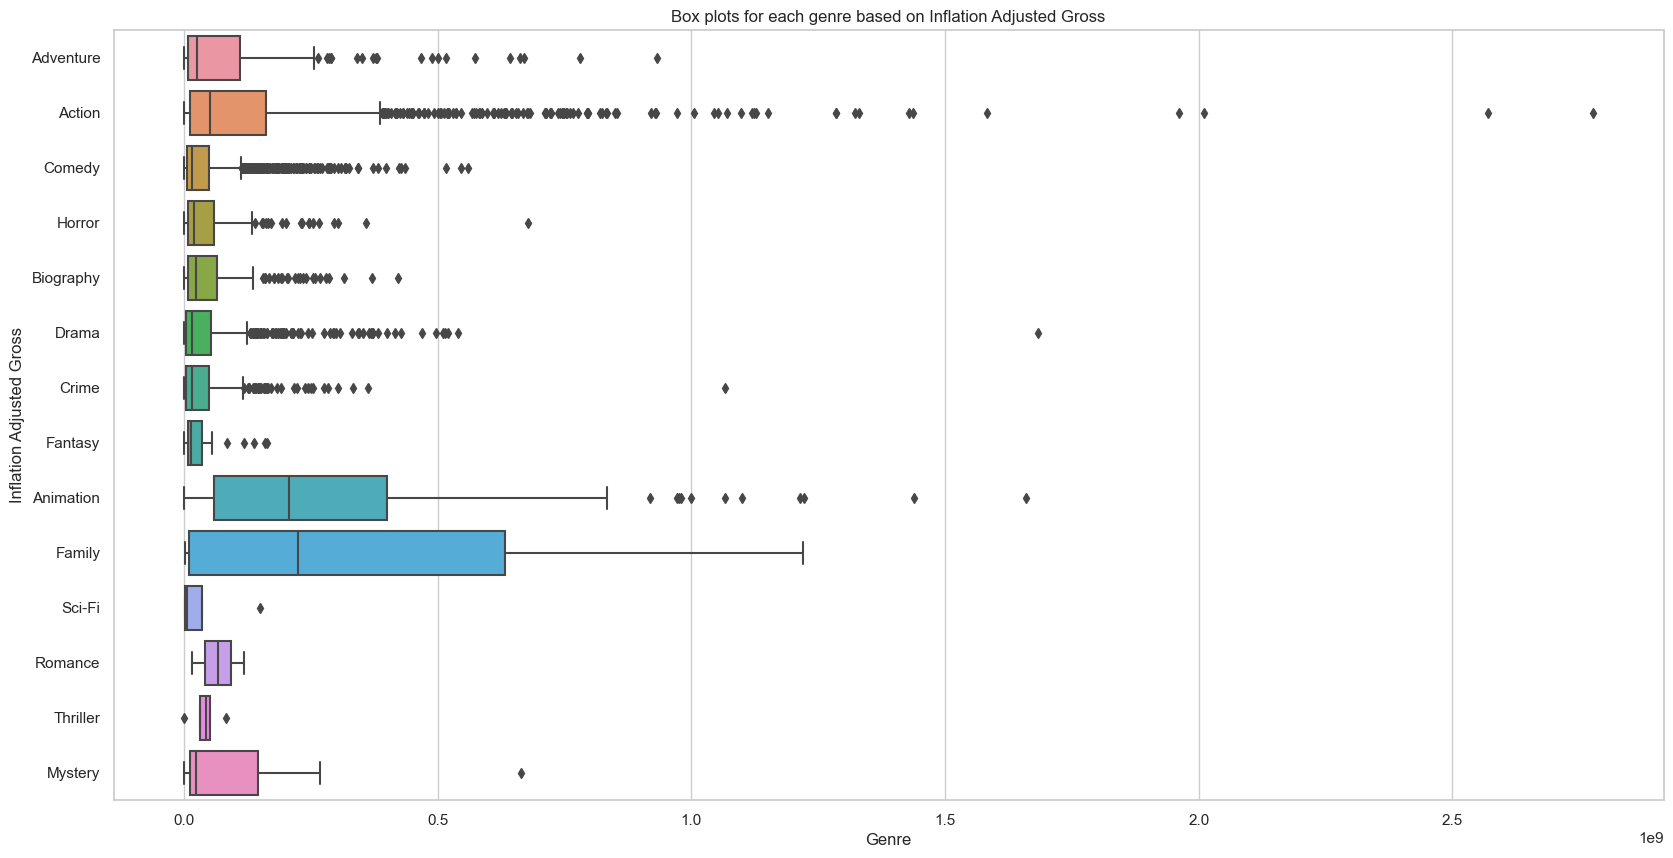 Box plots for each genre based on Inflation Adjusted Gross
Inflation Adjusted Gross
Adventure
Action
Comedy
Horror
Biography
Drama
Crime
Fantasy
Animation
Family
Sci-Fi
Romance
Thriller
Mystery
0.0 0.5 1.0 1.5 2.0 2.5
1e9
Genre